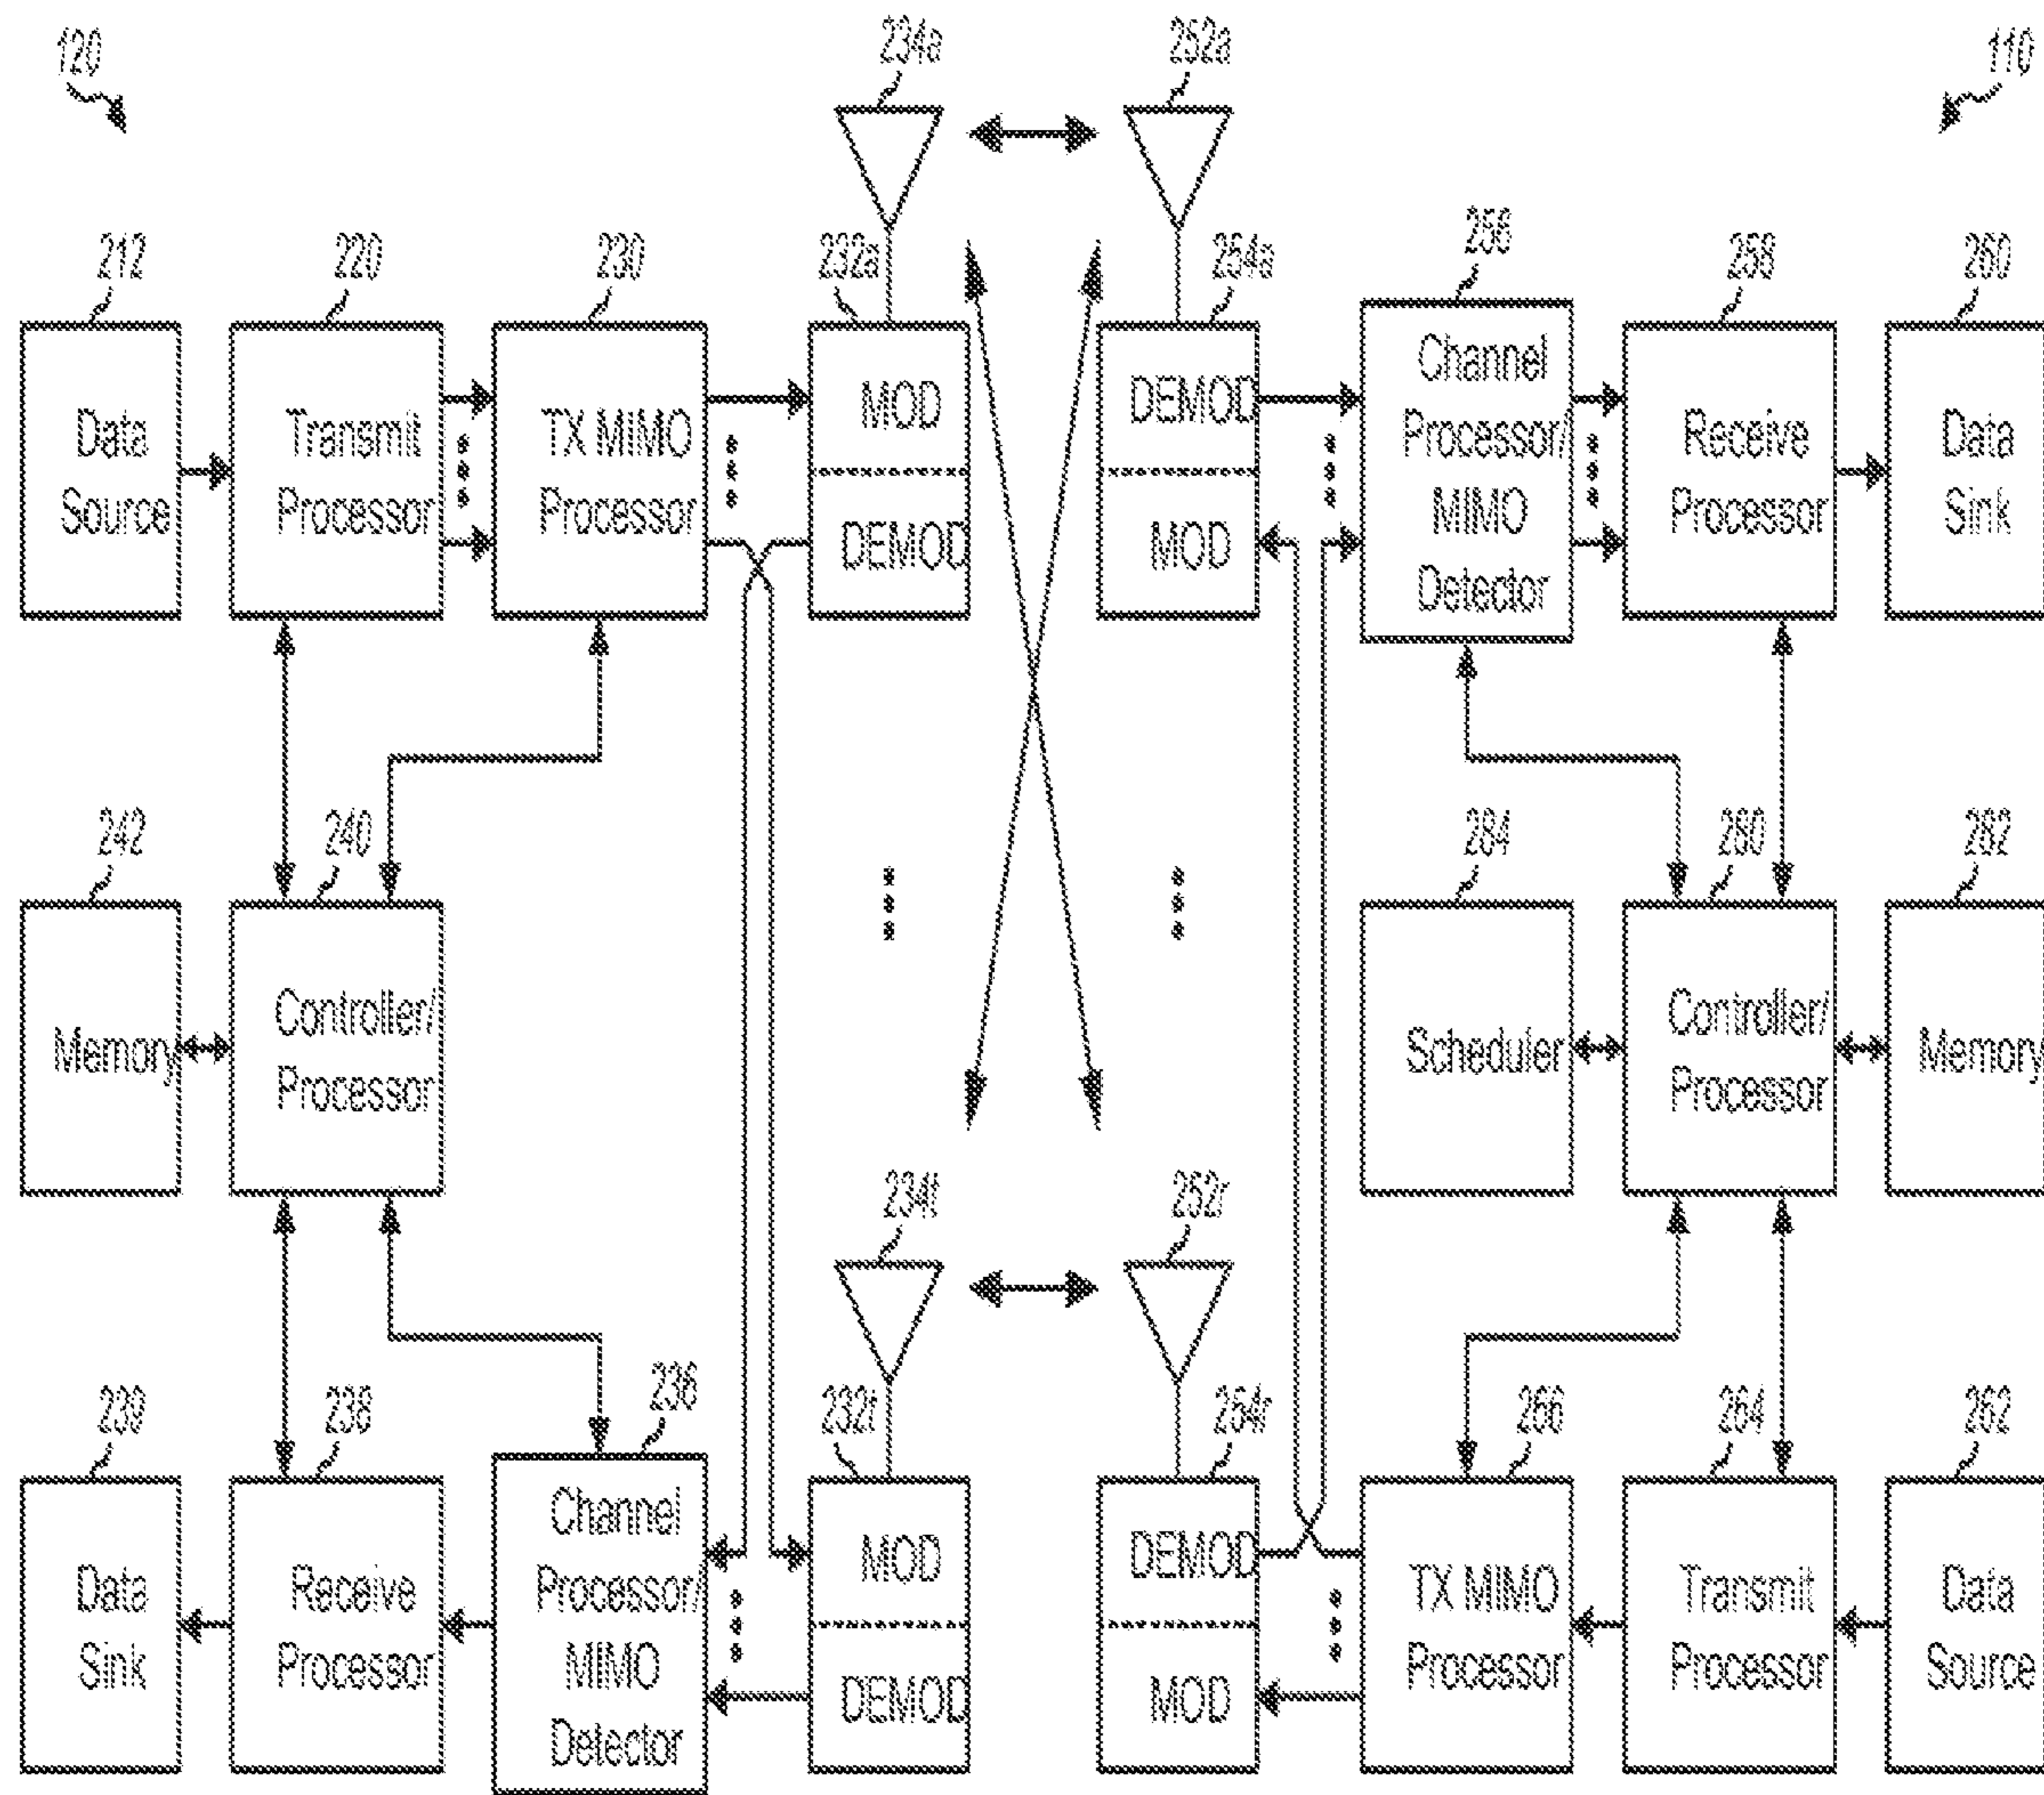 120
234a
252a
110
212
220
230
232a
254a
256
258
260
Data
Source
Transmit
Processor
TX MIMO
Processor
MOD
DEMOD
DEMOD
MOD
Channel
Processor/
MIMO
Detector
Receive
Processor
Data
Sink
242
240
284
280
282
Memory
Controller/
Processor
Scheduler
Controller/
Processor
Memory
234t
252r
239
238
236
232t
254r
266
264
262
Data
Sink
Receive
Processor
Channel
Processor/
MIMO
Detector
MOD
DEMOD
DEMOD
MOD
TX MIMO
Processor
Transmit
Processor
Data
Source